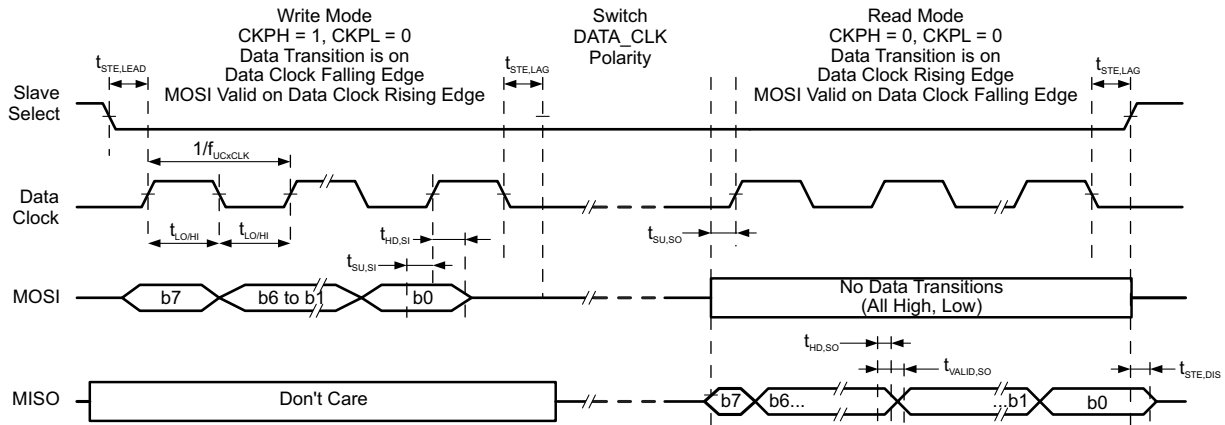 Write Mode
CKPH = 1, CKPL = 0
Data Transition is on
Data Clock Falling Edge
MOSI Valid on Data Clock Rising Edge
Switch
DATA_CLK
Polarity
Read Mode
CKPH = 0, CKPL = 0
Data Transition is on
Data Clock Rising Edge
MOSI Valid on Data Clock Falling Edge
tSTE,LEAD
tSTE,LAG
tSTE,LAG
Slave
Select
1/fUCxCLK
Data
Clock
tLO/HI
tLO/HI
tHD,SI
tSU,SO
tSU,SI
MOSI
b7
b6 to b1
b0
No Data Transitions
(All High, Low)
tHD,SO
tVALID,SO
tSTE,DIS
MISO
Don't Care
b7
b6...
...b1
b0